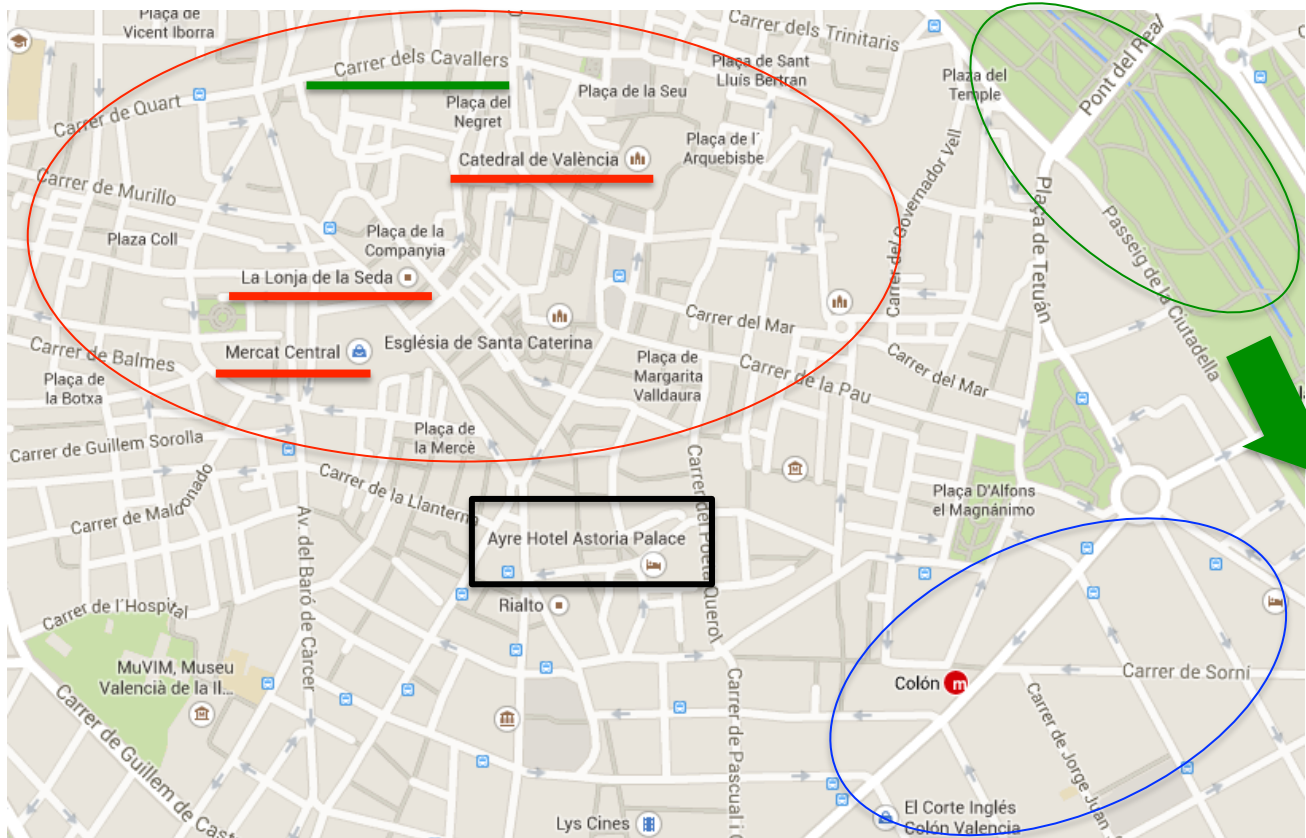 Plaça de
Vicent Iborra
Carrer dels Cavallers
Carrer dels Trinitaris
Plaça de Sant
Lluís Bertran
Plaza del
Temple
Pont del Real
Carrer de Quart
Plaça del
Negret
Plaça de la Seu
Plaça de l´
Arquebisbe
Catedral de València
Carrer de Murillo
Plaza Coll
Plaça de la
Companyia
Carrer del Governador Vell
Plaça de Tetuán
Passeig de la Ciutadella
La Lonja de la Seda
Carrer del Mar
Església de Santa Caterina
Mercat Central
Carrer de Balmes
Plaça de
la Botxa
Plaça de
Margarita
Valldaura
Carrer de la Pau
Carrer del Mar
Carrer de Guillem Sorolla
Plaça de
la Mercè
Carrer de Maldonado
Carrer de la Llanterna
Carrer del Poeta Querol
Plaça D'Alfons
el Magnánimo
Av. del Baró de Càrcer
Ayre Hotel Astoria Palace
Rialto
Carrer de l´Hospital
MuVIM, Museu
Valencià de la Il...
Colón
m
Carrer de Sorní
Carrer de Guillem de Cast
Carrer de Pascual i G
Carrer de Jorge Juan
El Corte Inglés
Colón Valencia
Lys Cines